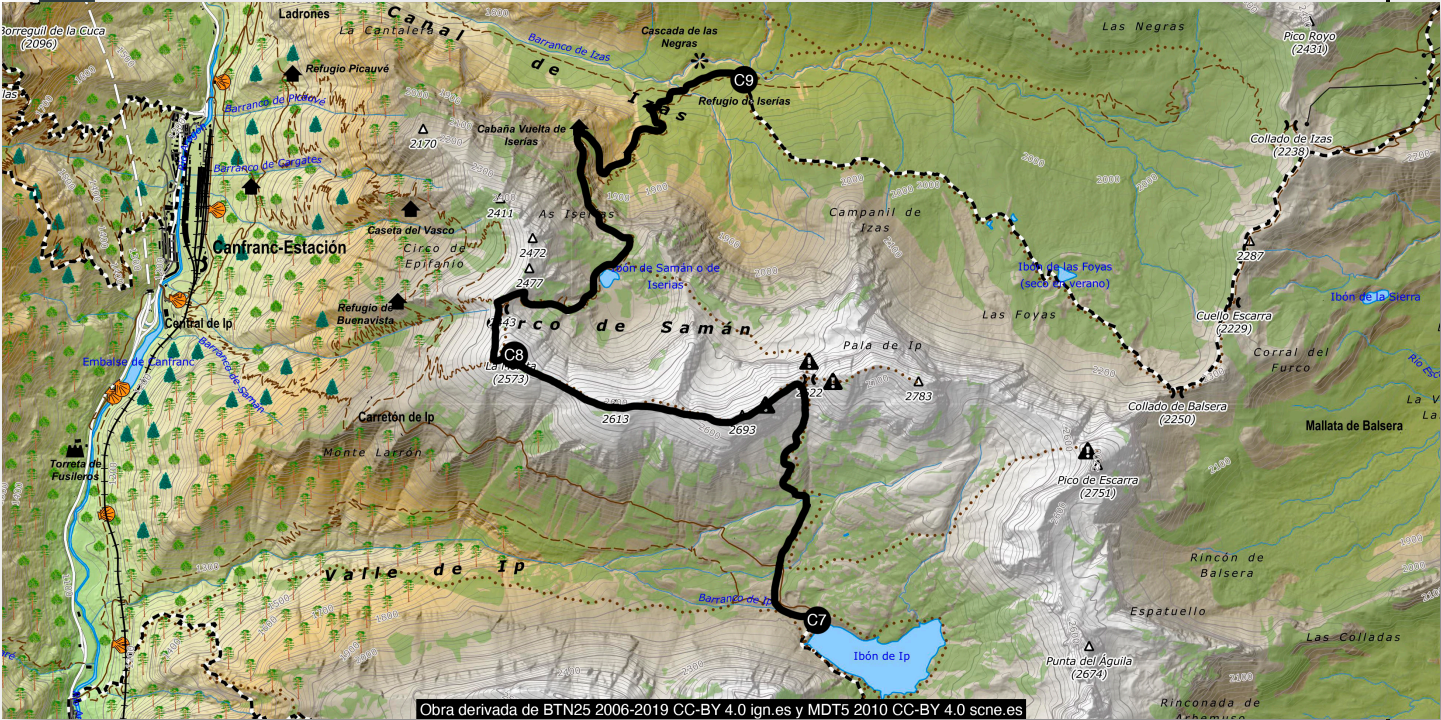 Borreguil de la Cuca
(2096)
Ladrones
La Cantalera
Canal
de
Izas
Barranco de Izas
Cascada de las
Negras
Las Negras
Pico Royo
(2431)
Refugio Picauvé
Barranco de Picauvé
C9
Refugio de Iserías
Cabaña Vuelta de
Iserías
2170
Collado de Izas
(2238)
Barranco de Cargates
2411
As Iserías
Caseta del Vasco
Campanil de
Izas
Canfranc-Estación
Circo de
Epifanio
2472
2477
2287
Ibón de Samán o de
Iserías
Ibón de las Foyas
(seco en verano)
Ibón de la Sierra
Refugio de
Buenavista
Central de Ip
rco de Samán
Las Foyas
Cuello Escarra
(2229)
Pala de Ip
Corral del
Furco
Embalse de Canfranc
Barranco de Samán
C8
(2573)
2783
Collado de Balsera
(2250)
Carretón de Ip
2613
2693
Mallata de Balsera
Monte Larrón
Torreta de
Fusileros
Pico de Escarra
(2751)
Valle de Ip
Rincón de
Balsera
Barranco de Ip
C7
Espatuello
Las Colladas
Ibón de Ip
Punta del Águila
(2674)
Rinconada de
Obra derivada de BTN25 2006-2019 CC-BY 4.0 ign.es y MDT5 2010 CC-BY 4.0 scne.es